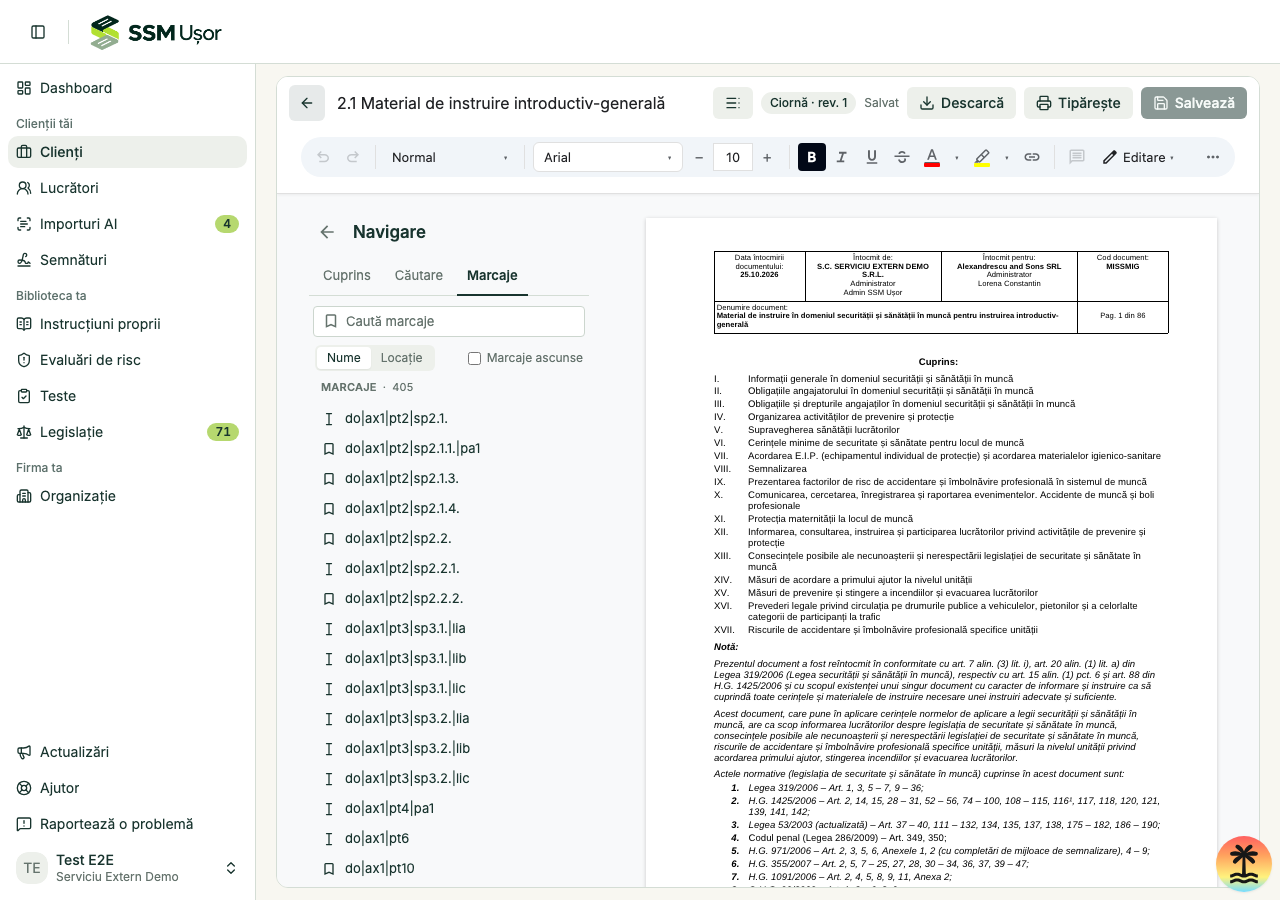 SSM Ușor
Dashboard
Clienții tăi
Clienți
Lucrători
Importuri AI 4
Semnături
Biblioteca ta
Instrucțiuni proprii
Evaluări de risc
Teste
Legislație 71
Firma ta
Organizație
Actualizări
Ajutor
Raportează o problemă
TE
Test E2E
Serviciu Extern Demo
2.1 Material de instruire introductiv-generală
Ciornă · rev. 1
Salvat
Descarcă
Tipărește
Salvează
Normal
Arial
− 10 +
B I U S A
Editare
Navigare
Cuprins Căutare Marcaje
Caută marcaje
Nume Locație Marcaje ascunse
MARCAJE · 405
do|ax1|pt2|sp2.1.
do|ax1|pt2|sp2.1.1.|pa1
do|ax1|pt2|sp2.1.3.
do|ax1|pt2|sp2.1.4.
do|ax1|pt2|sp2.2.
do|ax1|pt2|sp2.2.1.
do|ax1|pt2|sp2.2.2.
do|ax1|pt3|sp3.1.|lia
do|ax1|pt3|sp3.1.|lib
do|ax1|pt3|sp3.1.|lic
do|ax1|pt3|sp3.2.|lia
do|ax1|pt3|sp3.2.|lib
do|ax1|pt3|sp3.2.|lic
do|ax1|pt4|pa1
do|ax1|pt6
do|ax1|pt10
Data întocmirii
documentului:
25.10.2026
Întocmit de:
S.C. SERVICIU EXTERN DEMO
S.R.L.
Administrator
Admin SSM Ușor
Întocmit pentru:
Alexandrescu and Sons SRL
Administrator
Lorena Constantin
Cod document:
MISSMIG
Denumire document:
Material de instruire în domeniul securității și sănătății în muncă pentru instruirea introductiv-
generală
Pag. 1 din 86
Cuprins:
I. Informații generale în domeniul securității și sănătății în muncă
II. Obligațiile angajatorului în domeniul securității și sănătății în muncă
III. Obligațiile și drepturile angajaților în domeniul securității și sănătății în muncă
IV. Organizarea activităților de prevenire și protecție
V. Supravegherea sănătății lucrătorilor
VI. Cerințele minime de securitate și sănătate pentru locul de muncă
VII. Acordarea E.I.P. (echipamentul individual de protecție) și acordarea materialelor igienico-sanitare
VIII. Semnalizarea
IX. Prezentarea factorilor de risc de accidentare și îmbolnăvire profesională în sistemul de muncă
X. Comunicarea, cercetarea, înregistrarea și raportarea evenimentelor. Accidente de muncă și boli
profesionale
XI. Protecția maternității la locul de muncă
XII. Informarea, consultarea, instruirea și participarea lucrătorilor privind activitățile de prevenire și
protecție
XIII. Consecințele posibile ale necunoașterii și nerespectării legislației de securitate și sănătate în
muncă
XIV. Măsuri de acordare a primului ajutor la nivelul unității
XV. Măsuri de prevenire și stingere a incendiilor și evacuarea lucrătorilor
XVI. Prevederi legale privind circulația pe drumurile publice a vehiculelor, pietonilor și a celorlalte
categorii de participanți la trafic
XVII. Riscurile de accidentare și îmbolnăvire profesională specifice unității
Notă:
Prezentul document a fost reîntocmit în conformitate cu art. 7 alin. (3) lit. i), art. 20 alin. (1) lit. a) din
Legea 319/2006 (Legea securității și sănătății în muncă), respectiv cu art. 15 alin. (1) pct. 6 și art. 88 din
H.G. 1425/2006 și cu scopul existenței unui singur document cu caracter de informare și instruire ca să
cuprindă toate cerințele și materialele de instruire necesare unei instruiri adecvate și suficiente.
Acest document, care pune în aplicare cerințele normelor de aplicare a legii securității și sănătății în
muncă, are ca scop informarea lucrătorilor despre legislația de securitate și sănătate în muncă,
consecințele posibile ale necunoașterii și nerespectării legislației de securitate și sănătate în muncă,
riscurile de accidentare și îmbolnăvire profesională specifice unității, măsuri la nivelul unității privind
acordarea primului ajutor, stingerea incendiilor și evacuarea lucrătorilor.
Actele normative (legislația de securitate și sănătate în muncă) cuprinse în acest document sunt:
1. Legea 319/2006 – Art. 1, 3, 5 – 7, 9 – 36;
2. H.G. 1425/2006 – Art. 2, 14, 15, 28 – 31, 52 – 56, 74 – 100, 108 – 115, 116¹, 117, 118, 120, 121,
139, 141, 142;
3. Legea 53/2003 (actualizată) – Art. 37 – 40, 111 – 132, 134, 135, 137, 138, 175 – 182, 186 – 190;
4. Codul penal (Legea 286/2009) – Art. 349, 350;
5. H.G. 971/2006 – Art. 2, 3, 5, 6, Anexele 1, 2 (cu completări de mijloace de semnalizare), 4 – 9;
6. H.G. 355/2007 – Art. 2, 5, 7 – 25, 27, 28, 30 – 34, 36, 37, 39 – 47;
7. H.G. 1091/2006 – Art. 2, 4, 5, 8, 9, 11, Anexa 2;